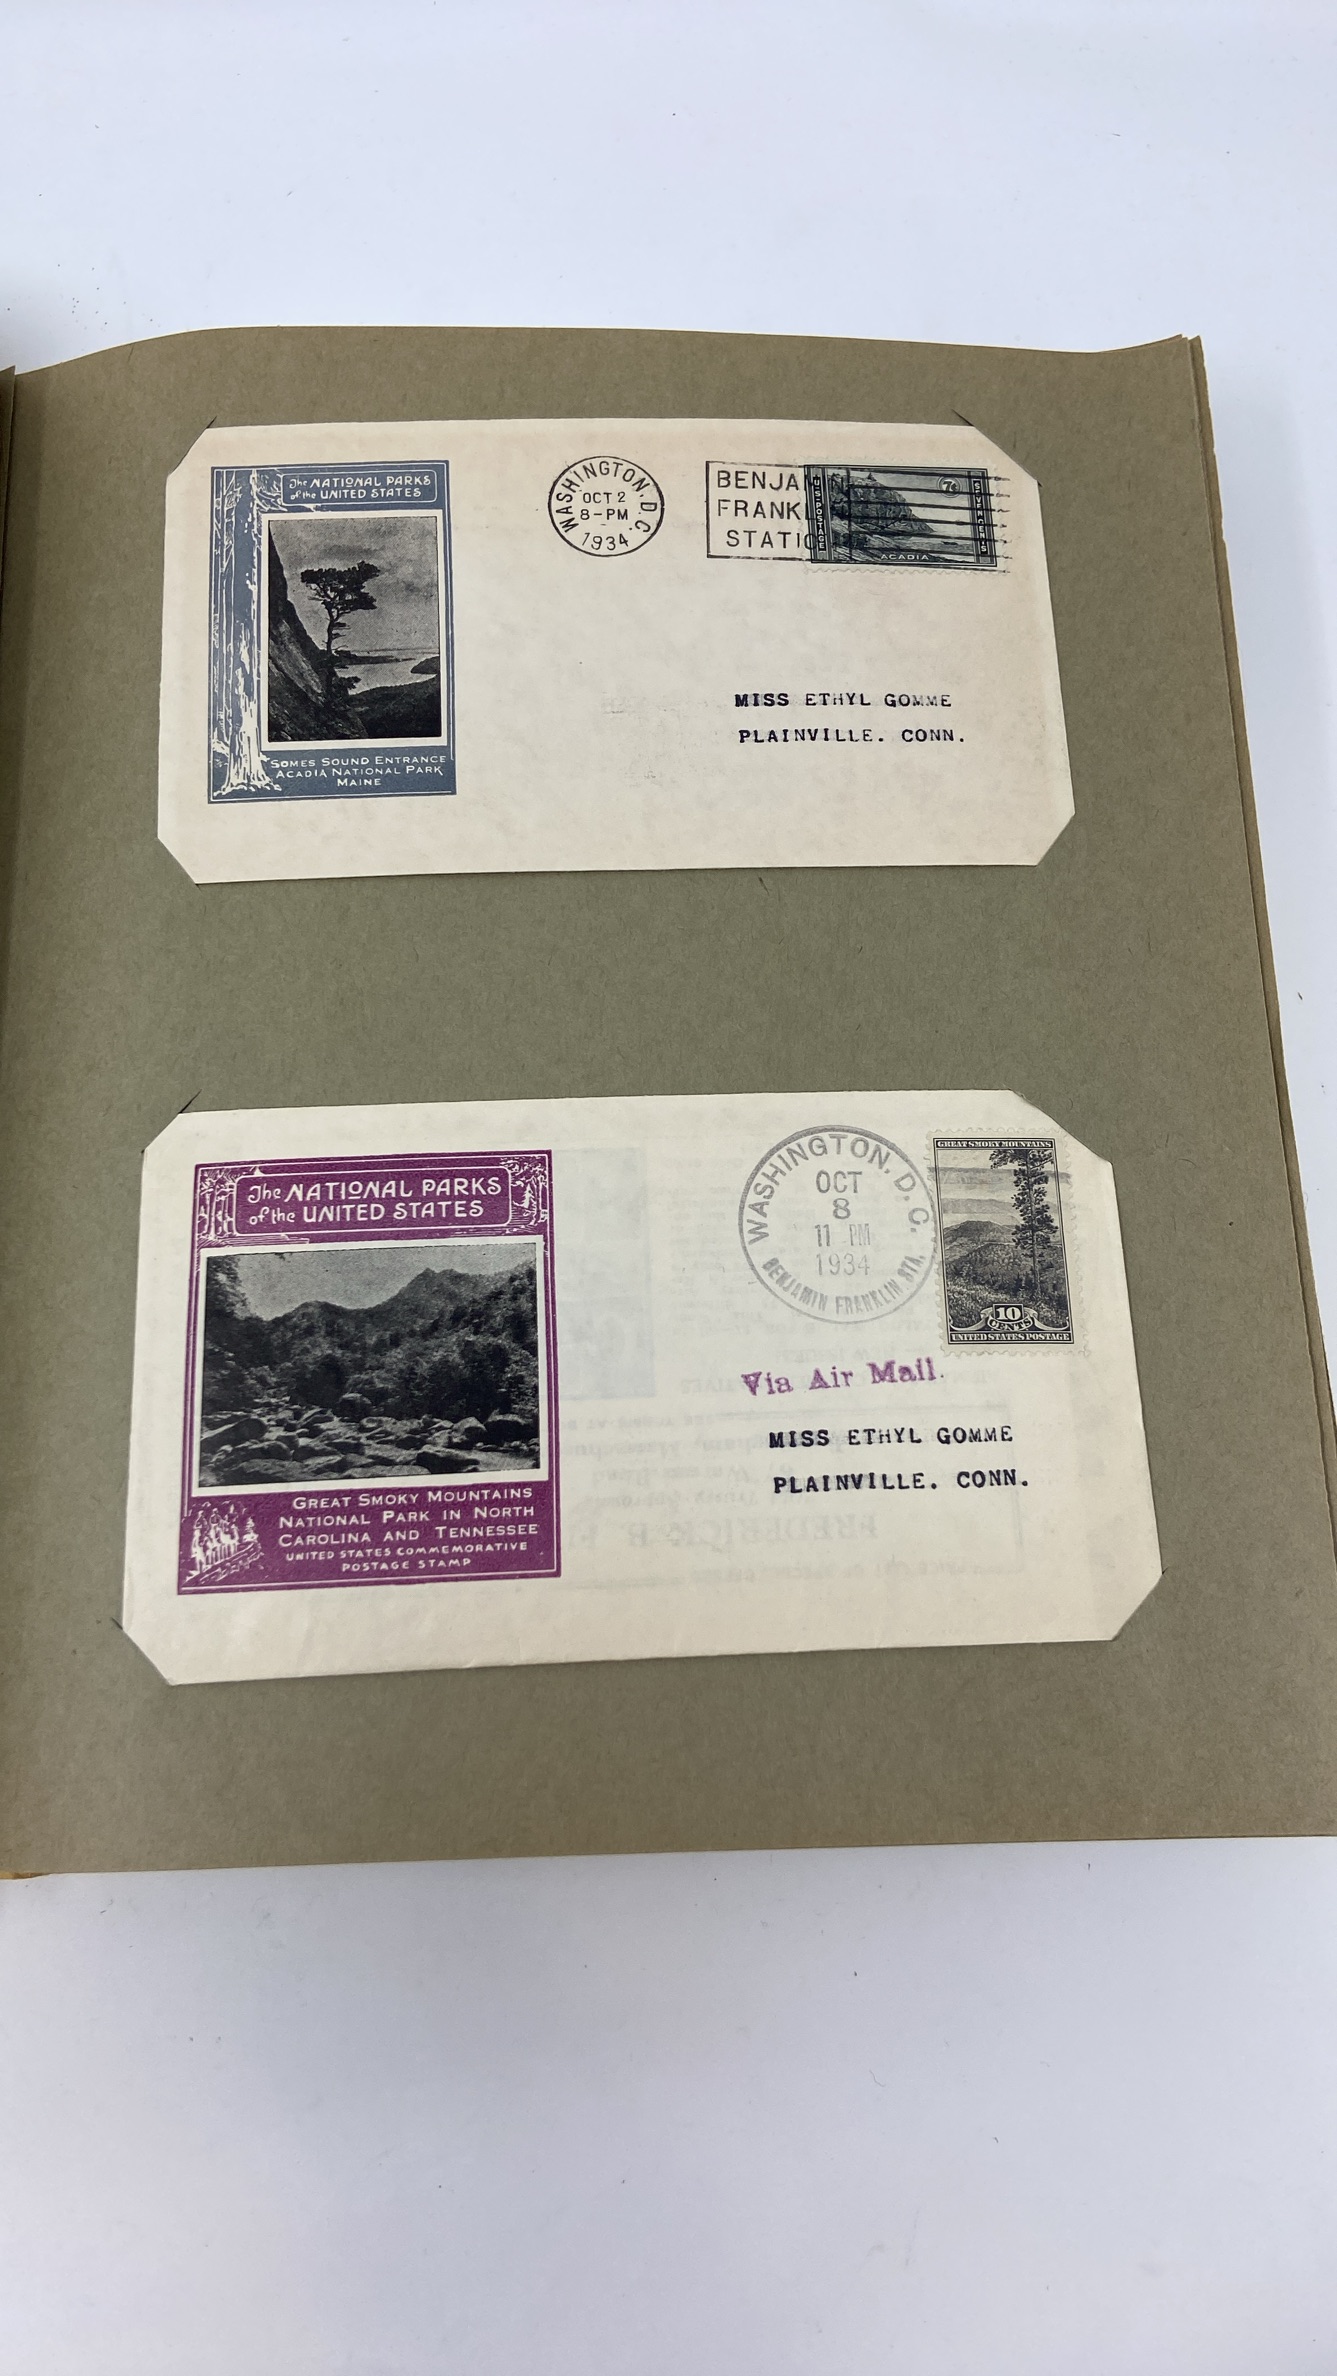 The NATIONAL PARKS
of the UNITED STATES
SOMES SOUND ENTRANCE
ACADIA NATIONAL PARK
MAINE
WASHINGTON, D.C.
OCT 2
8-PM
1934
BENJA
FRANK
STATIO
U.S. POSTAGE
7¢
SEVEN CENTS
ACADIA
MISS ETHYL GOMME
PLAINVILLE. CONN.
The NATIONAL PARKS
of the UNITED STATES
GREAT SMOKY MOUNTAINS
NATIONAL PARK IN NORTH
CAROLINA AND TENNESSEE
UNITED STATES COMMEMORATIVE
POSTAGE STAMP
WASHINGTON, D. C.
OCT
8
11 PM
1934
BENJAMIN FRANKLIN STA.
GREAT SMOKY MOUNTAINS
10
CENTS
UNITED STATES POSTAGE
Via Air Mail.
MISS ETHYL GOMME
PLAINVILLE. CONN.